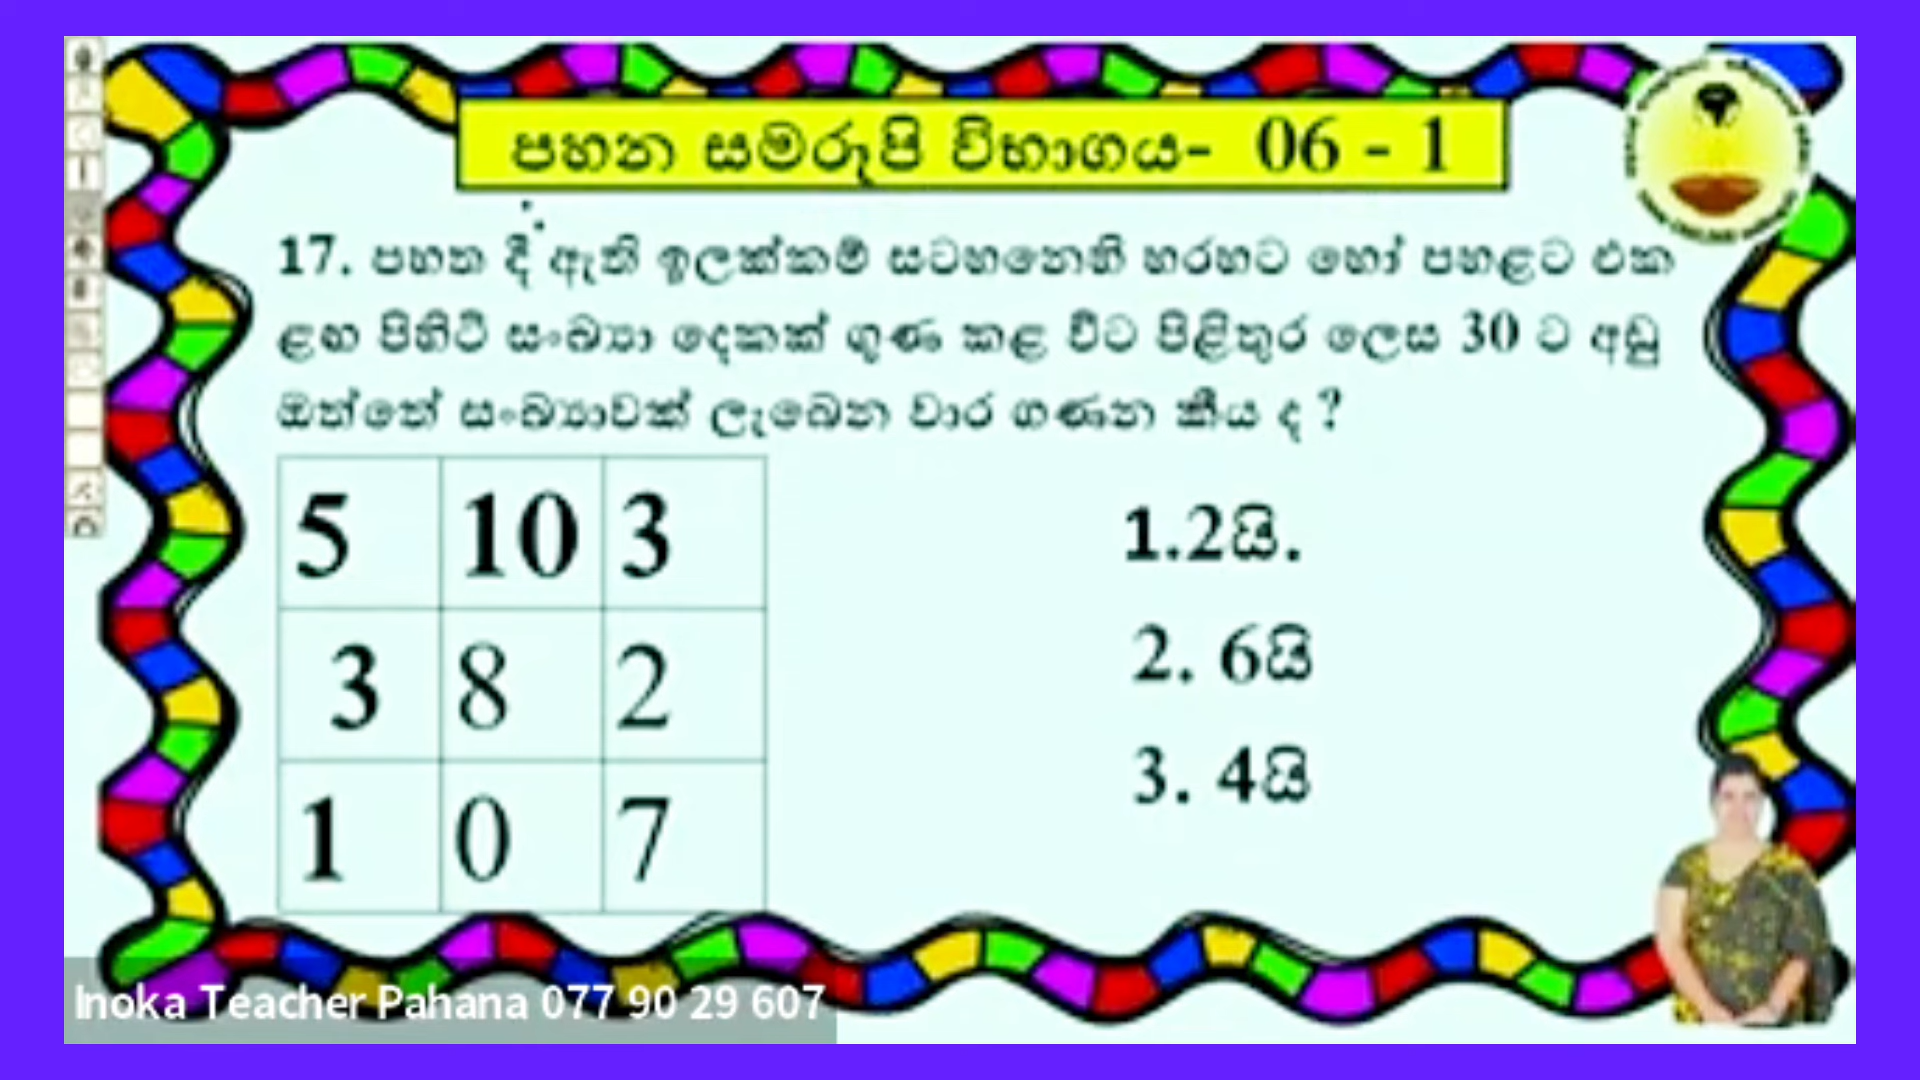 පහන සමරූපි විභාගය- 06 - 1
17. පහත දී ඇති ඉලක්කම් සටහනෙහි හරහට හෝ පහළට එක
ළඟ පිහිටි සංඛ්‍යා දෙකක් ගුණ කළ විට පිළිතුර ලෙස 30 ට අඩු
ඔත්තේ සංඛ්‍යාවක් ලැබෙන වාර ගණන කීය ද ?
5 10 3
3 8 2
1 0 7
1.2යි.
2. 6යි
3. 4යි
Inoka Teacher Pahana 077 90 29 607